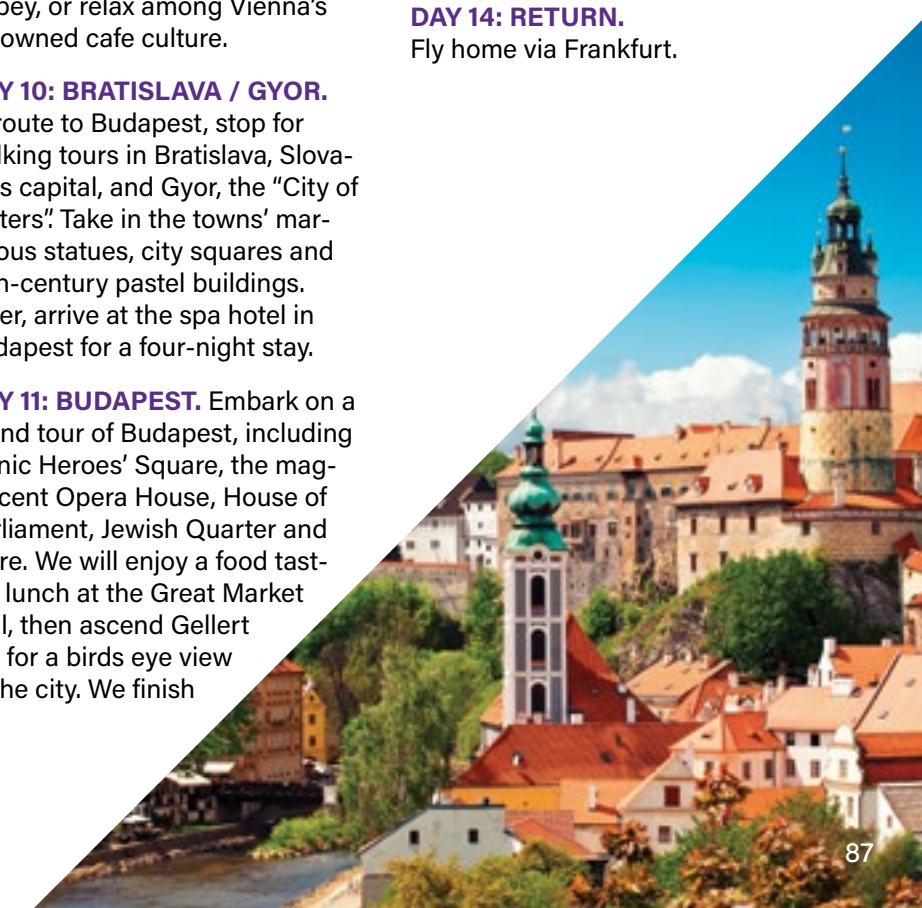 bey, or relax among Vienna’s
owned cafe culture.
Y 10: BRATISLAVA / GYOR.
route to Budapest, stop for
lking tours in Bratislava, Slova-
s capital, and Gyor, the “City of
ters”. Take in the towns’ mar-
ous statues, city squares and
h-century pastel buildings.
er, arrive at the spa hotel in
dapest for a four-night stay.
Y 11: BUDAPEST. Embark on a
nd tour of Budapest, including
nic Heroes’ Square, the mag-
cent Opera House, House of
rliament, Jewish Quarter and
re. We will enjoy a food tast-
lunch at the Great Market
l, then ascend Gellert
for a birds eye view
he city. We finish
DAY 14: RETURN.
Fly home via Frankfurt.
87